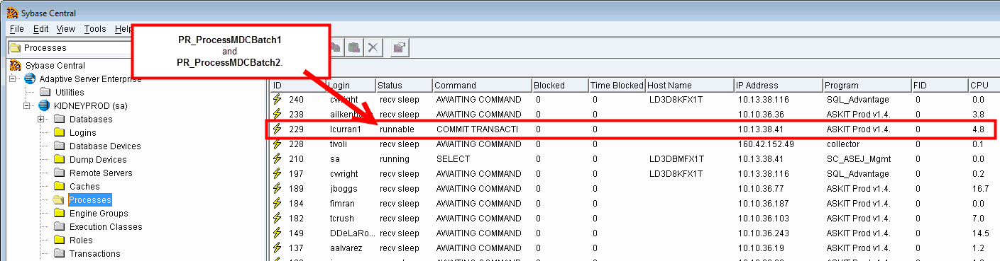 Sybase Central
File Edit View Tools Help
PR_ProcessMDCBatch1
and
PR_ProcessMDCBatch2.
Processes
Sybase Central
Adaptive Server Enterprise
Utilities
KIDNEYPROD (sa)
Databases
Logins
Database Devices
Dump Devices
Remote Servers
Caches
Processes
Engine Groups
Execution Classes
Roles
Transactions
ID Login Status Command Blocked Time Blocked Host Name IP Address Program FID CPU
240 cwright recv sleep AWAITING COMMAND 0 0 LD3D8KFX1T 10.13.38.116 SQL_Advantage 0 0.0
238 recv sleep AWAITING COMMAND 0 0 10.10.36.36 ASKIT Prod v1.4. 0 3.8
229 lcurran1 runnable COMMIT TRANSACTI 0 0 10.13.38.41 ASKIT Prod v1.4. 0 4.8
228 tivoli recv sleep AWAITING COMMAND 0 0 160.42.152.49 collector 0 0.1
210 sa running SELECT 0 0 LD3DBMFX1T 10.13.38.41 SC_ASEJ_Mgmt 0 0.0
197 cwright recv sleep AWAITING COMMAND 0 0 LD3D8KFX1T 10.13.38.116 SQL_Advantage 0 0.2
189 jboggs recv sleep AWAITING COMMAND 0 0 10.10.36.77 ASKIT Prod v1.4. 0 16.7
184 fimran recv sleep AWAITING COMMAND 0 0 10.10.36.187 ASKIT Prod v1.4. 0 0.0
182 tcrush recv sleep AWAITING COMMAND 0 0 10.10.36.103 ASKIT Prod v1.4. 0 7.0
149 DDeLaRo... recv sleep AWAITING COMMAND 0 0 10.10.36.243 ASKIT Prod v1.4. 0 14.5
137 aalvarez recv sleep AWAITING COMMAND 0 0 10.10.36.19 ASKIT Prod v1.4. 0 1.2